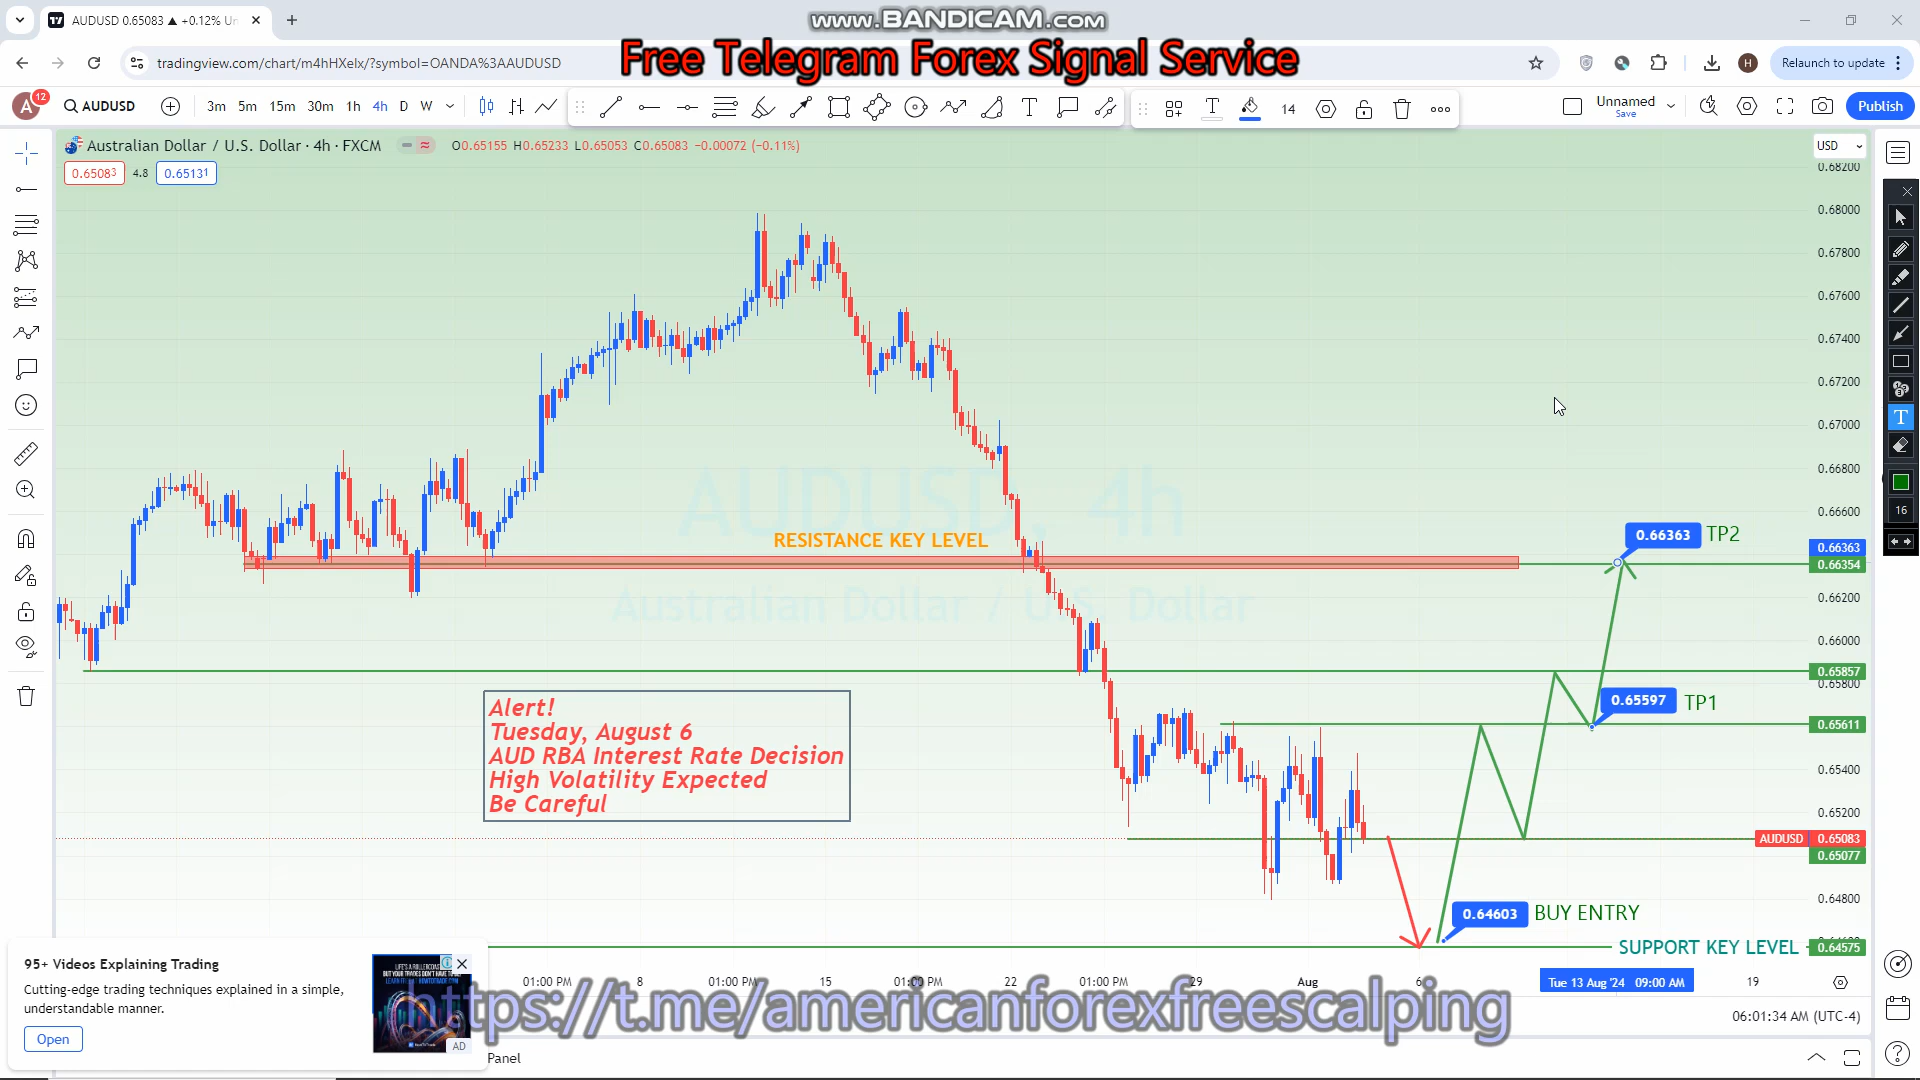 AUDUSD 0.65083 ▲ +0.12% Un
www.BANDICAM.com
Free Telegram Forex Signal Service
tradingview.com/chart/m4hHXelx/?symbol=OANDA%3AAUDUSD
H
Relaunch to update
A 12
AUDUSD
3m 5m 15m 30m 1h 4h D W
14
Unnamed
Save
Publish
Australian Dollar / U.S. Dollar · 4h · FXCM
O0.65155 H0.65233 L0.65053 C0.65083 −0.00072 (−0.11%)
0.65083 4.8 0.65131
USD
0.68200
0.68000
0.67800
0.67600
0.67400
0.67200
0.67000
0.66800
0.66600
0.66363
0.66354
0.66200
0.66000
0.65857
0.65800
0.65611
0.65400
0.65200
AUDUSD 0.65083
0.65077
0.64800
0.64575
AUDUSD, 4h
Australian Dollar / U.S. Dollar
RESISTANCE KEY LEVEL
0.66363 TP2
0.65597 TP1
Alert!
Tuesday, August 6
AUD RBA Interest Rate Decision
High Volatility Expected
Be Careful
0.64603 BUY ENTRY
SUPPORT KEY LEVEL
T
16
95+ Videos Explaining Trading
Cutting-edge trading techniques explained in a simple,
understandable manner.
Open
AD
01:00 PM 8 01:00 PM 15 01:00 PM 22 01:00 PM 29 Aug 6 Tue 13 Aug '24 09:00 AM 19
https://t.me/americanforexfreescalping
06:01:34 AM (UTC-4)
Panel